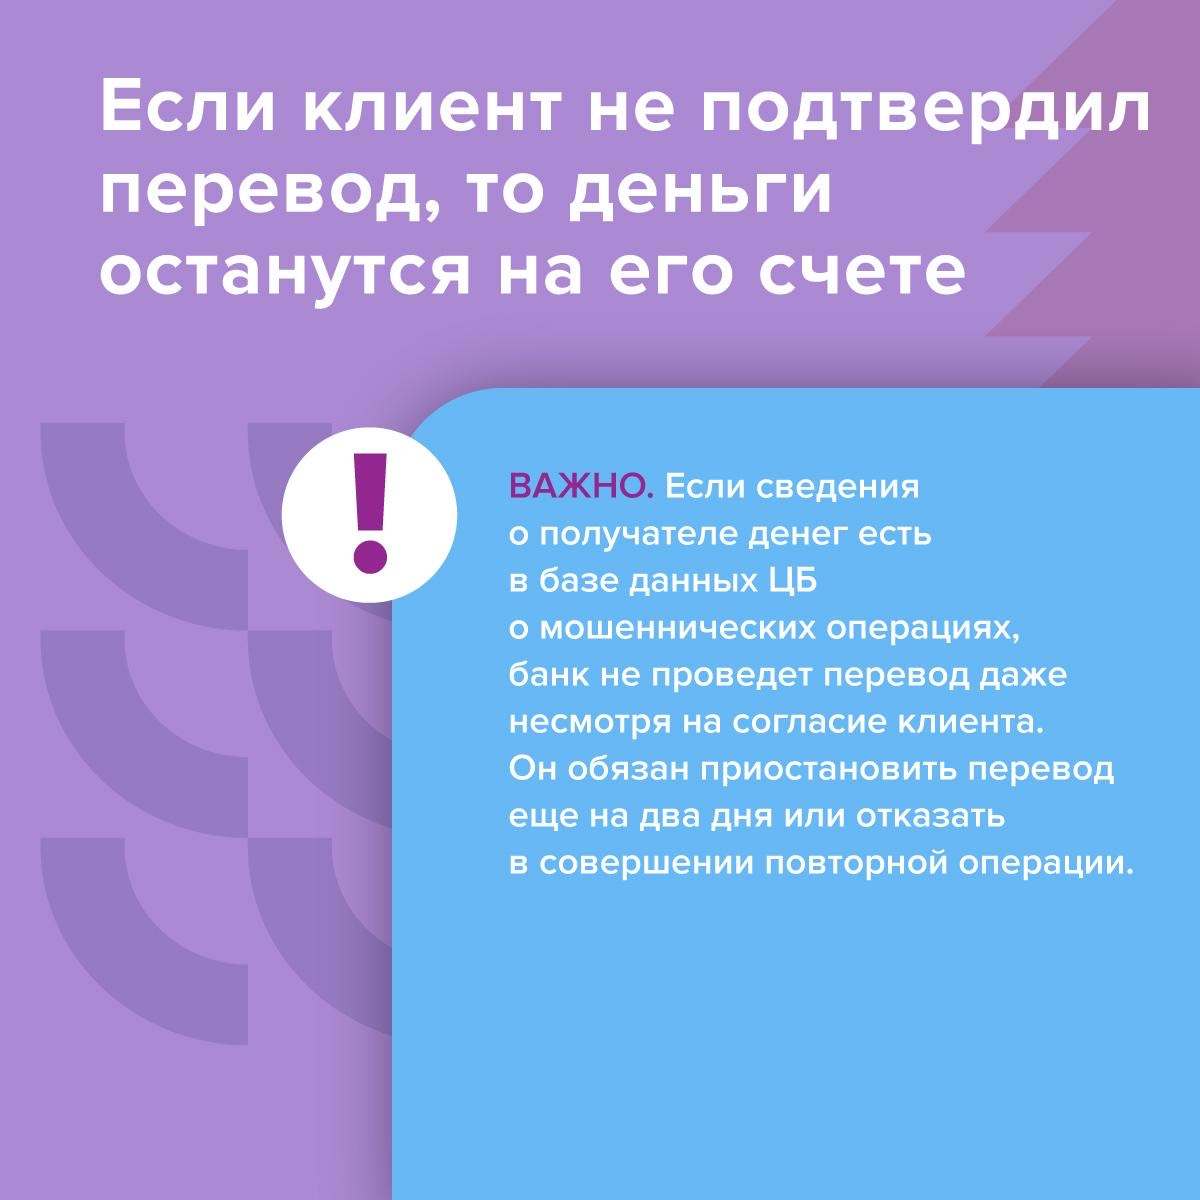 Если клиент не подтвердил
перевод, то деньги
останутся на его счете
!
ВАЖНО. Если сведения
о получателе денег есть
в базе данных ЦБ
о мошеннических операциях,
банк не проведет перевод даже
несмотря на согласие клиента.
Он обязан приостановить перевод
еще на два дня или отказать
в совершении повторной операции.